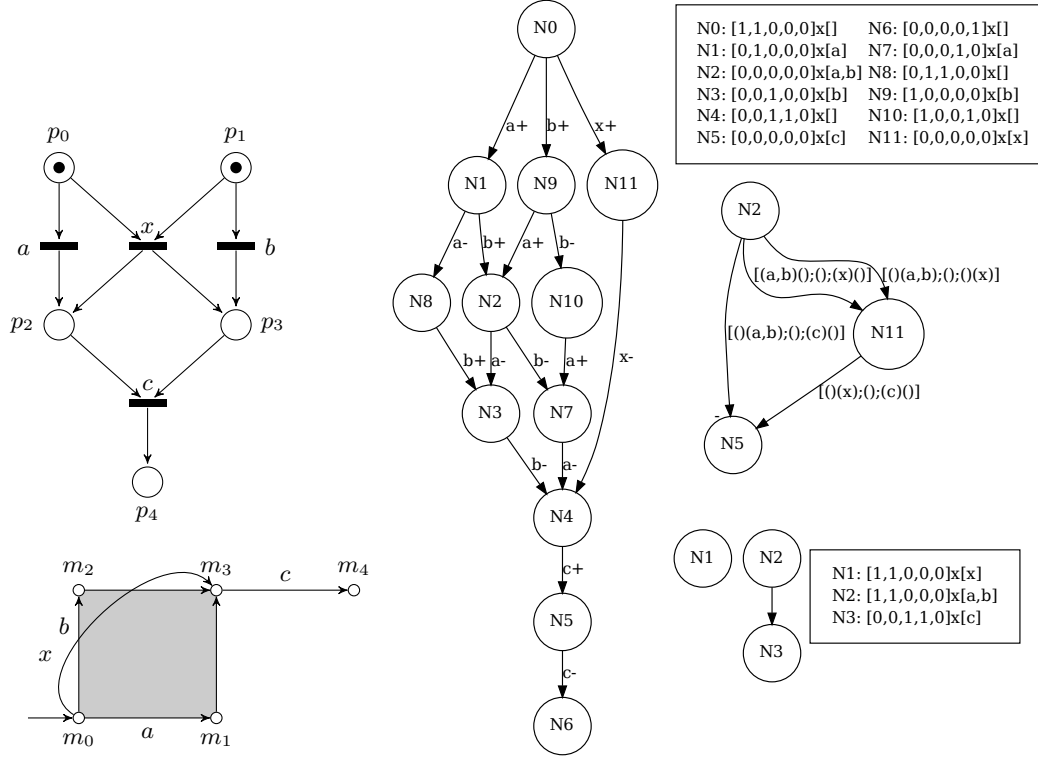 p0
p1
x
a
b
p2
p3
c
p4
m2
m3
c
m4
b
x
m0
a
m1
N0
a+
b+
x+
N1
N9
N11
a-
b+
a+
b-
N8
N2
N10
b+
a-
b-
a+
x-
N3
N7
b-
a-
N4
c+
N5
c-
N6
N0: [1,1,0,0,0]x[] N6: [0,0,0,0,1]x[]
N1: [0,1,0,0,0]x[a] N7: [0,0,0,1,0]x[a]
N2: [0,0,0,0,0]x[a,b] N8: [0,1,1,0,0]x[]
N3: [0,0,1,0,0]x[b] N9: [1,0,0,0,0]x[b]
N4: [0,0,1,1,0]x[] N10: [1,0,0,1,0]x[]
N5: [0,0,0,0,0]x[c] N11: [0,0,0,0,0]x[x]
N2
[(a,b)();();(x)()]
[()(a,b);();()(x)]
[()(a,b);();(c)()]
N11
[()(x);();(c)()]
-
N5
N1
N2
N3
N1: [1,1,0,0,0]x[x]
N2: [1,1,0,0,0]x[a,b]
N3: [0,0,1,1,0]x[c]